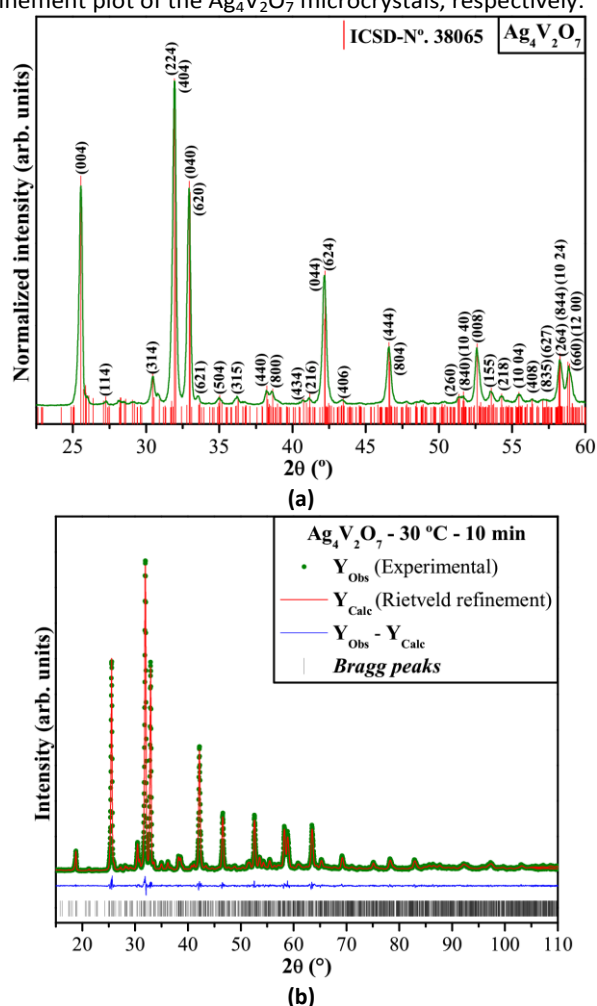 finement plot of the Ag₄V₂O₇ microcrystals, respectively.
ICSD-Nº. 38065
Ag₄V₂O₇
Normalized intensity (arb. units)
(004)
(114)
(314)
(224)
(404)
(040)
(620)
(621)
(504)
(315)
(440)
(800)
(434)
(216)
(044)
(624)
(406)
(444)
(804)
(260)
(840)
(10 40)
(008)
(155)
(218)
(10 04)
(408)
(835)
(627)
(264)
(844)
(10 24)
(660)
(12 00)
25 30 35 40 45 50 55 60
2θ (º)
(a)
Ag₄V₂O₇ - 30 ºC - 10 min
Y_Obs (Experimental)
Y_Calc (Rietveld refinement)
Y_Obs - Y_Calc
Bragg peaks
Intensity (arb. units)
20 30 40 50 60 70 80 90 100 110
2θ (°)
(b)